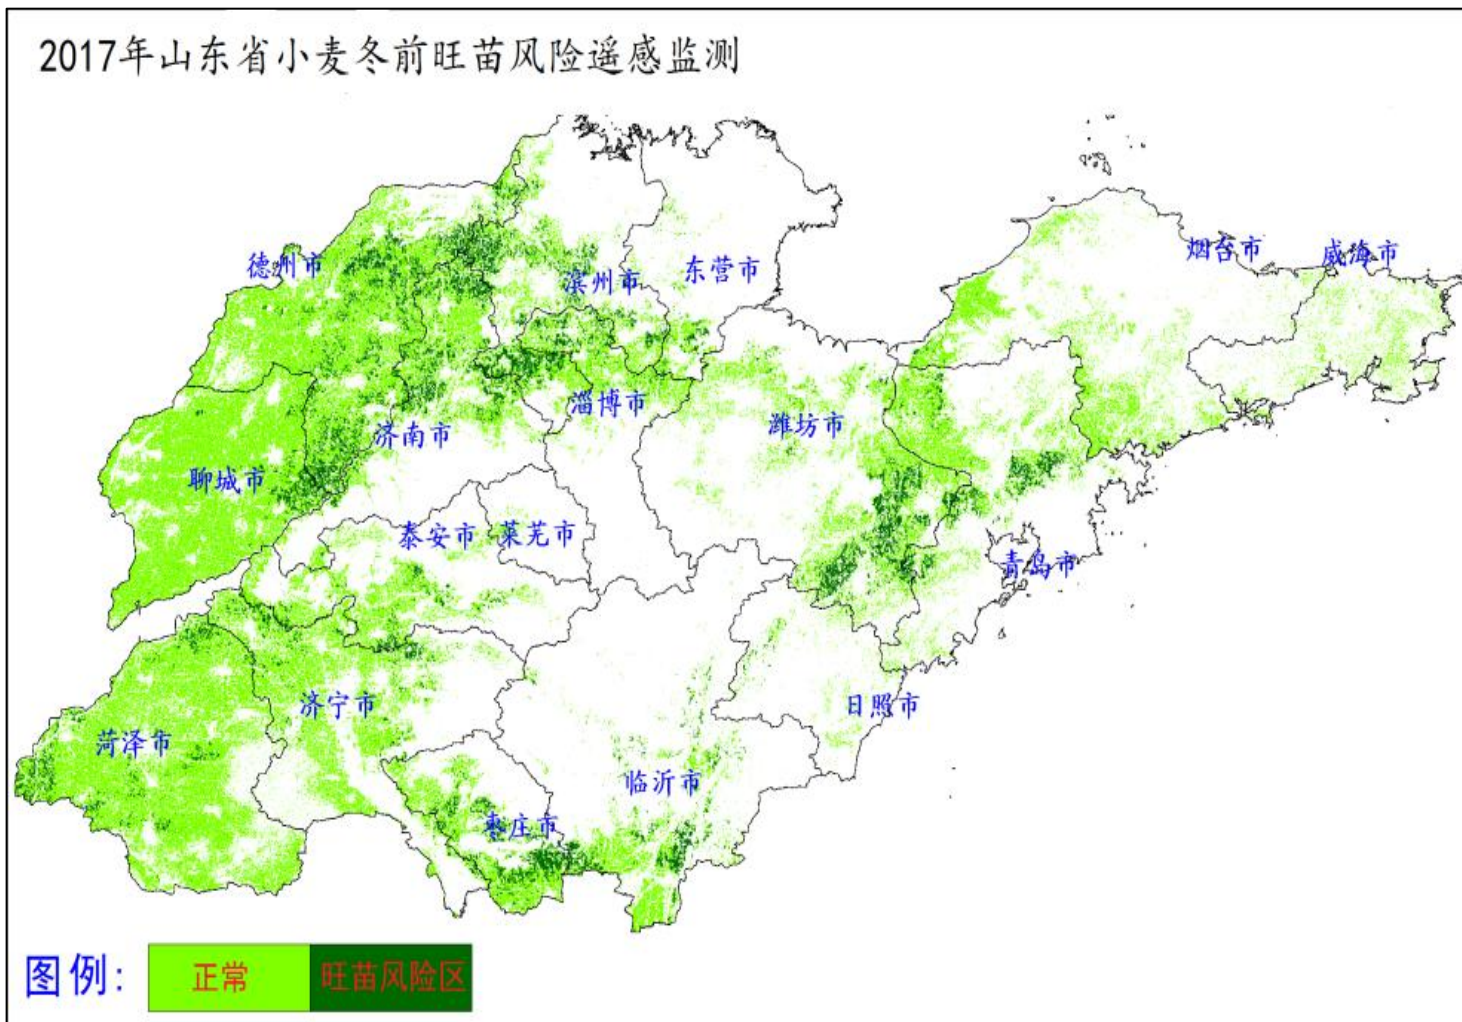 2017年山东省小麦冬前旺苗风险遥感监测
烟台市
威海市
德州市
滨州市
东营市
淄博市
潍坊市
济南市
聊城市
泰安市
莱芜市
青岛市
济宁市
日照市
菏泽市
临沂市
枣庄市
图例:
正常
旺苗风险区